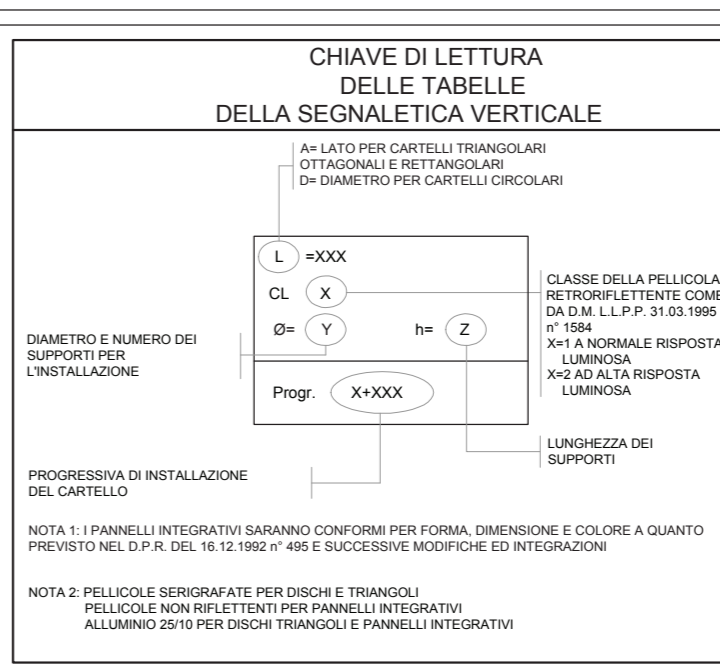 CHIAVE DI LETTURA
DELLE TABELLE
DELLA SEGNALETICA VERTICALE
A= LATO PER CARTELLI TRIANGOLARI
OTTAGONALI E RETTANGOLARI
D= DIAMETRO PER CARTELLI CIRCOLARI
L =XXX
CL X
Ø= Y h= Z
Progr. X+XXX
CLASSE DELLA PELLICOLA
RETRORIFLETTENTE COME
DA D.M. L.L.P.P. 31.03.1995
n° 1584
X=1 A NORMALE RISPOSTA
LUMINOSA
X=2 AD ALTA RISPOSTA
LUMINOSA
DIAMETRO E NUMERO DEI
SUPPORTI PER
L'INSTALLAZIONE
LUNGHEZZA DEI
SUPPORTI
PROGRESSIVA DI INSTALLAZIONE
DEL CARTELLO
NOTA 1: I PANNELLI INTEGRATIVI SARANNO CONFORMI PER FORMA, DIMENSIONE E COLORE A QUANTO
PREVISTO NEL D.P.R. DEL 16.12.1992 n° 495 E SUCCESSIVE MODIFICHE ED INTEGRAZIONI
NOTA 2: PELLICOLE SERIGRAFATE PER DISCHI E TRIANGOLI
PELLICOLE NON RIFLETTENTI PER PANNELLI INTEGRATIVI
ALLUMINIO 25/10 PER DISCHI TRIANGOLI E PANNELLI INTEGRATIVI